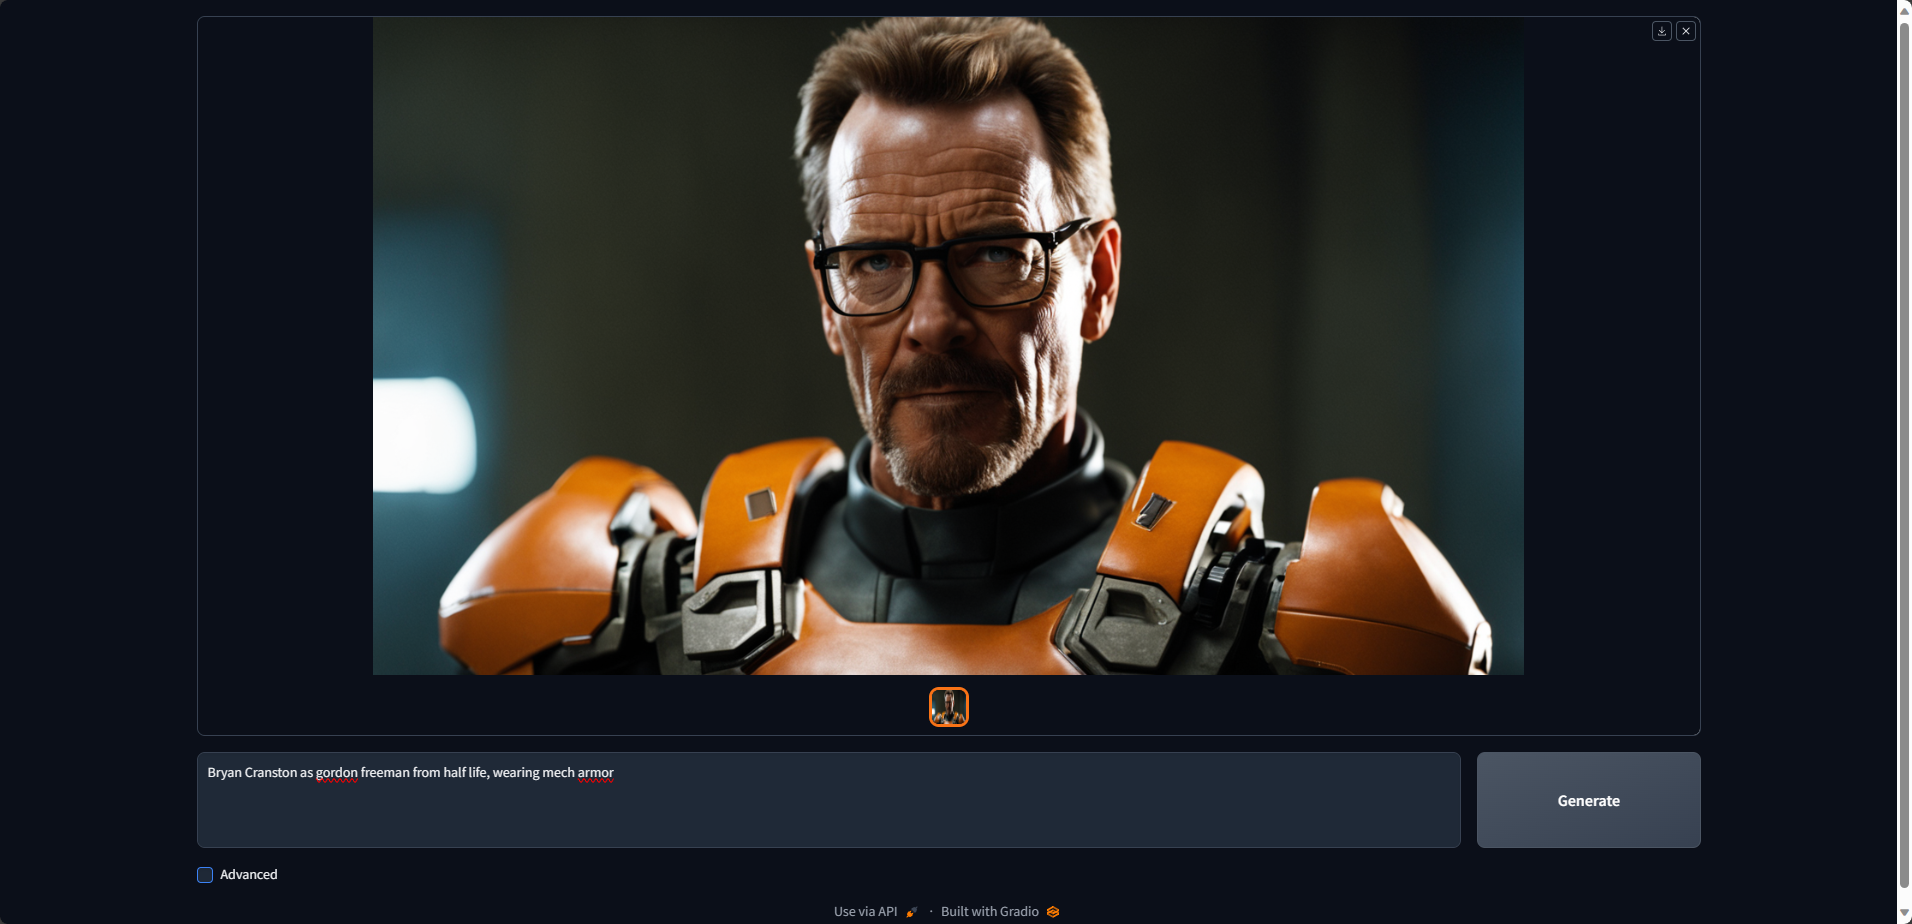 Bryan Cranston as gordon freeman from half life, wearing mech armor
Generate
Advanced
Use via API · Built with Gradio